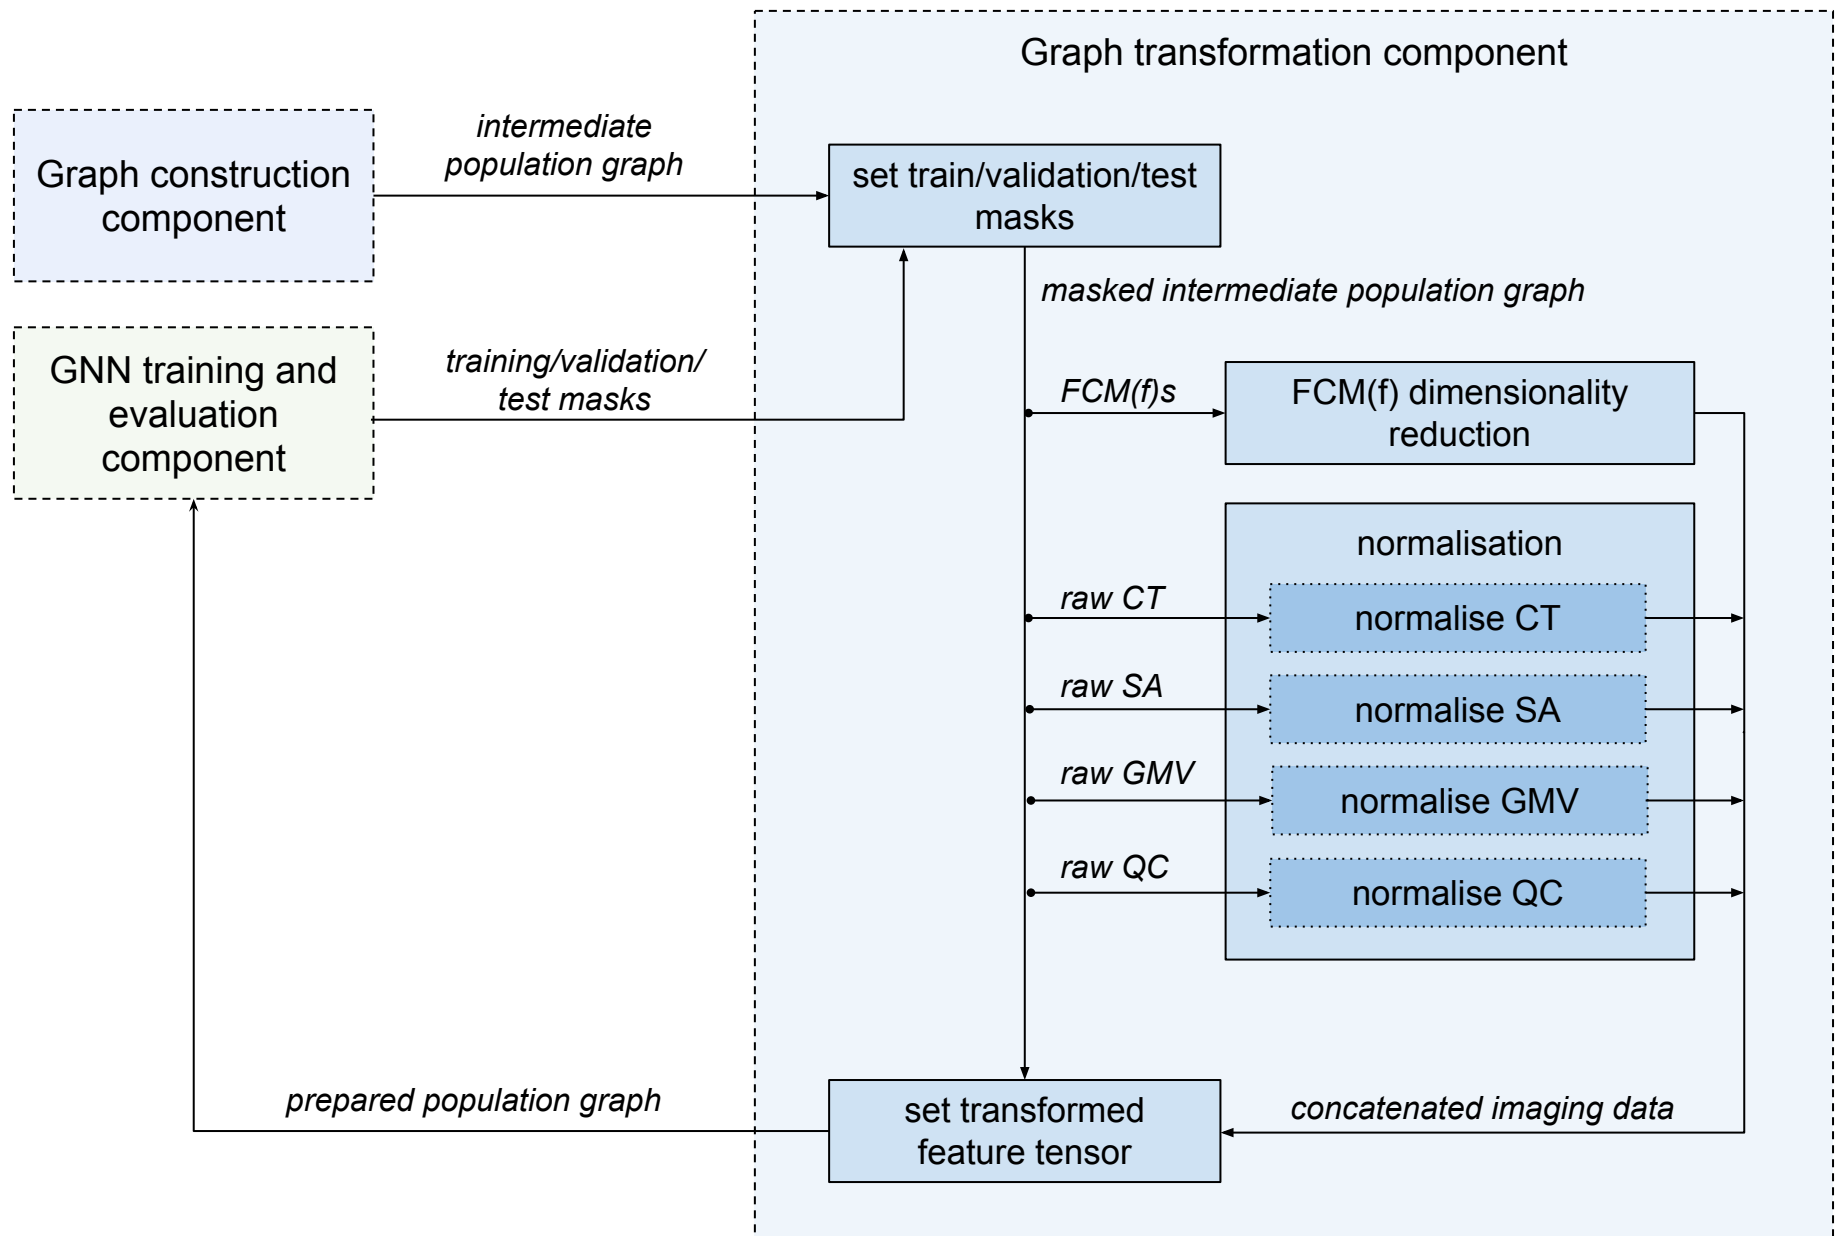 Graph transformation component
intermediate
population graph
Graph construction
component
set train/validation/test
masks
masked intermediate population graph
GNN training and
evaluation
component
training/validation/
test masks
FCM(f)s
FCM(f) dimensionality
reduction
normalisation
raw CT
normalise CT
raw SA
normalise SA
raw GMV
normalise GMV
raw QC
normalise QC
prepared population graph
set transformed
feature tensor
concatenated imaging data